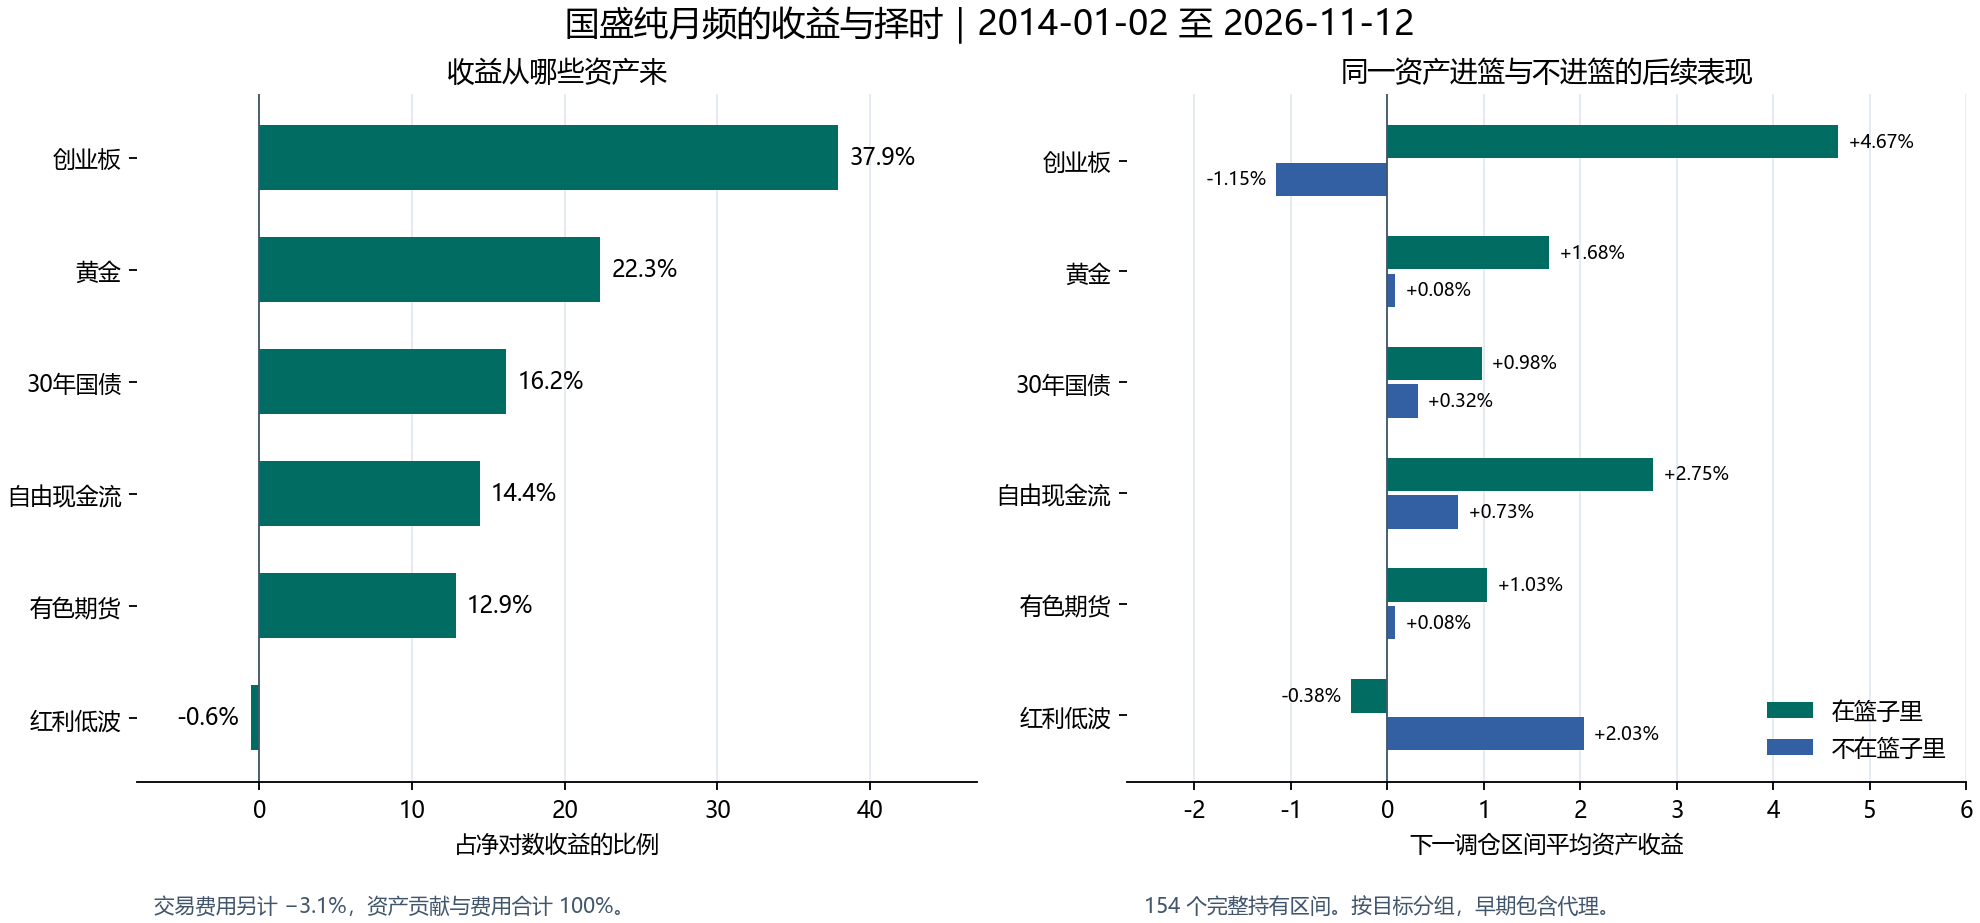 国盛纯月频的收益与择时｜2014-01-02 至 2026-11-12
收益从哪些资产来
创业板
37.9%
黄金
22.3%
30年国债
16.2%
自由现金流
14.4%
有色期货
12.9%
红利低波
-0.6%
0 10 20 30 40
占净对数收益的比例
交易费用另计 −3.1%，资产贡献与费用合计 100%。
同一资产进篮与不进篮的后续表现
创业板
+4.67%
-1.15%
黄金
+1.68%
+0.08%
30年国债
+0.98%
+0.32%
自由现金流
+2.75%
+0.73%
有色期货
+1.03%
+0.08%
红利低波
-0.38%
+2.03%
在篮子里
不在篮子里
-2 -1 0 1 2 3 4 5 6
下一调仓区间平均资产收益
154 个完整持有区间。按目标分组，早期包含代理。